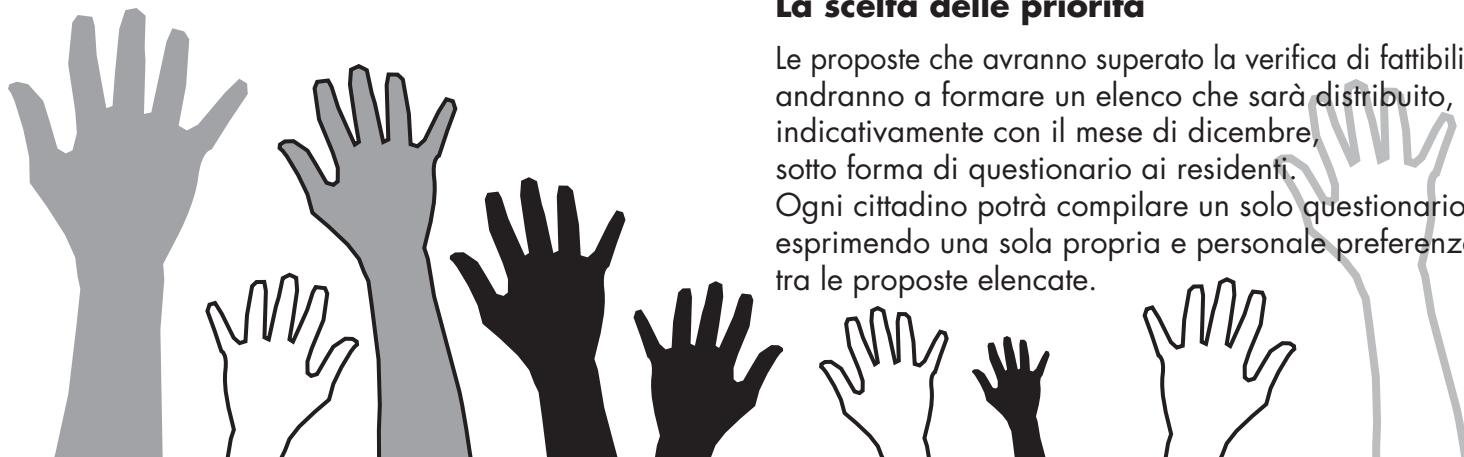 La scelta delle priorità
Le proposte che avranno superato la verifica di fattibili
andranno a formare un elenco che sarà distribuito,
indicativamente con il mese di dicembre,
sotto forma di questionario ai residenti.
Ogni cittadino potrà compilare un solo questionario
esprimendo una sola propria e personale preferenza
tra le proposte elencate.